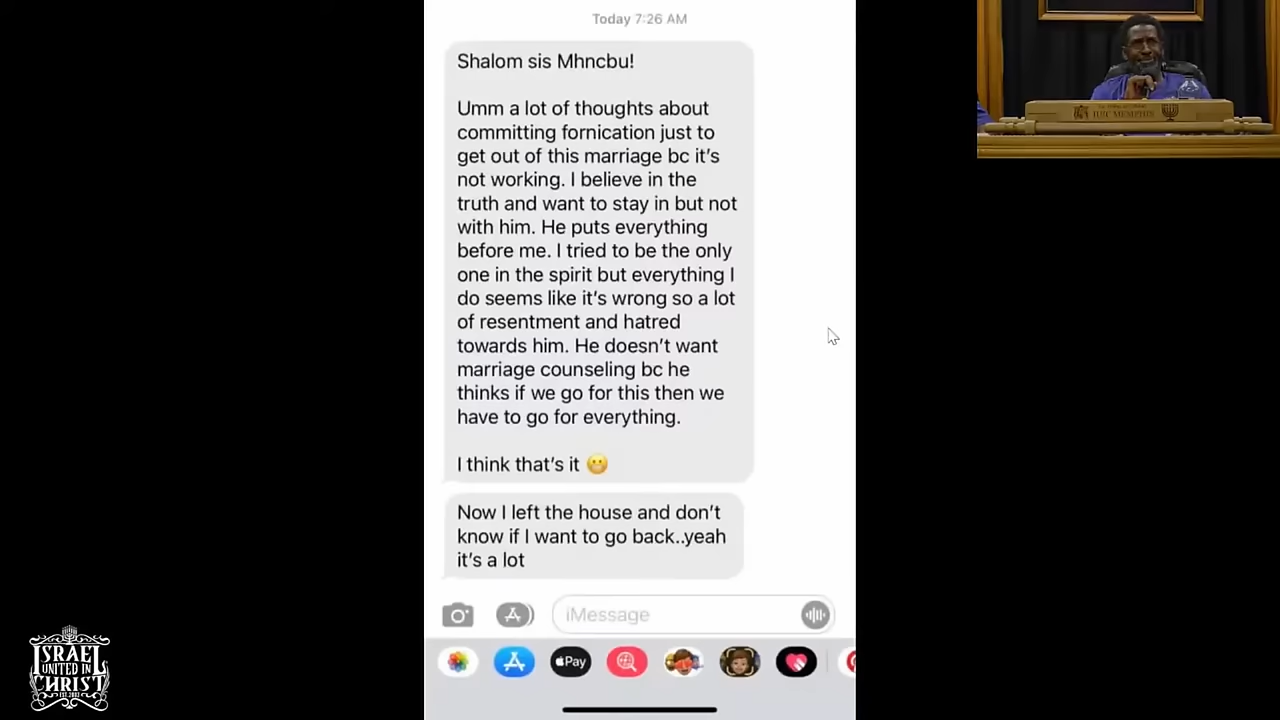 Today 7:26 AM
Shalom sis Mhncbu!
Umm a lot of thoughts about
committing fornication just to
get out of this marriage bc it's
not working. I believe in the
truth and want to stay in but not
with him. He puts everything
before me. I tried to be the only
one in the spirit but everything I
do seems like it's wrong so a lot
of resentment and hatred
towards him. He doesn't want
marriage counseling bc he
thinks if we go for this then we
have to go for everything.
I think that's it 😬
Now I left the house and don't
know if I want to go back..yeah
it's a lot
iMessage
Pay
IUIC MEMPHIS
ISRAEL
UNITED IN
CHRIST
EST. 2003